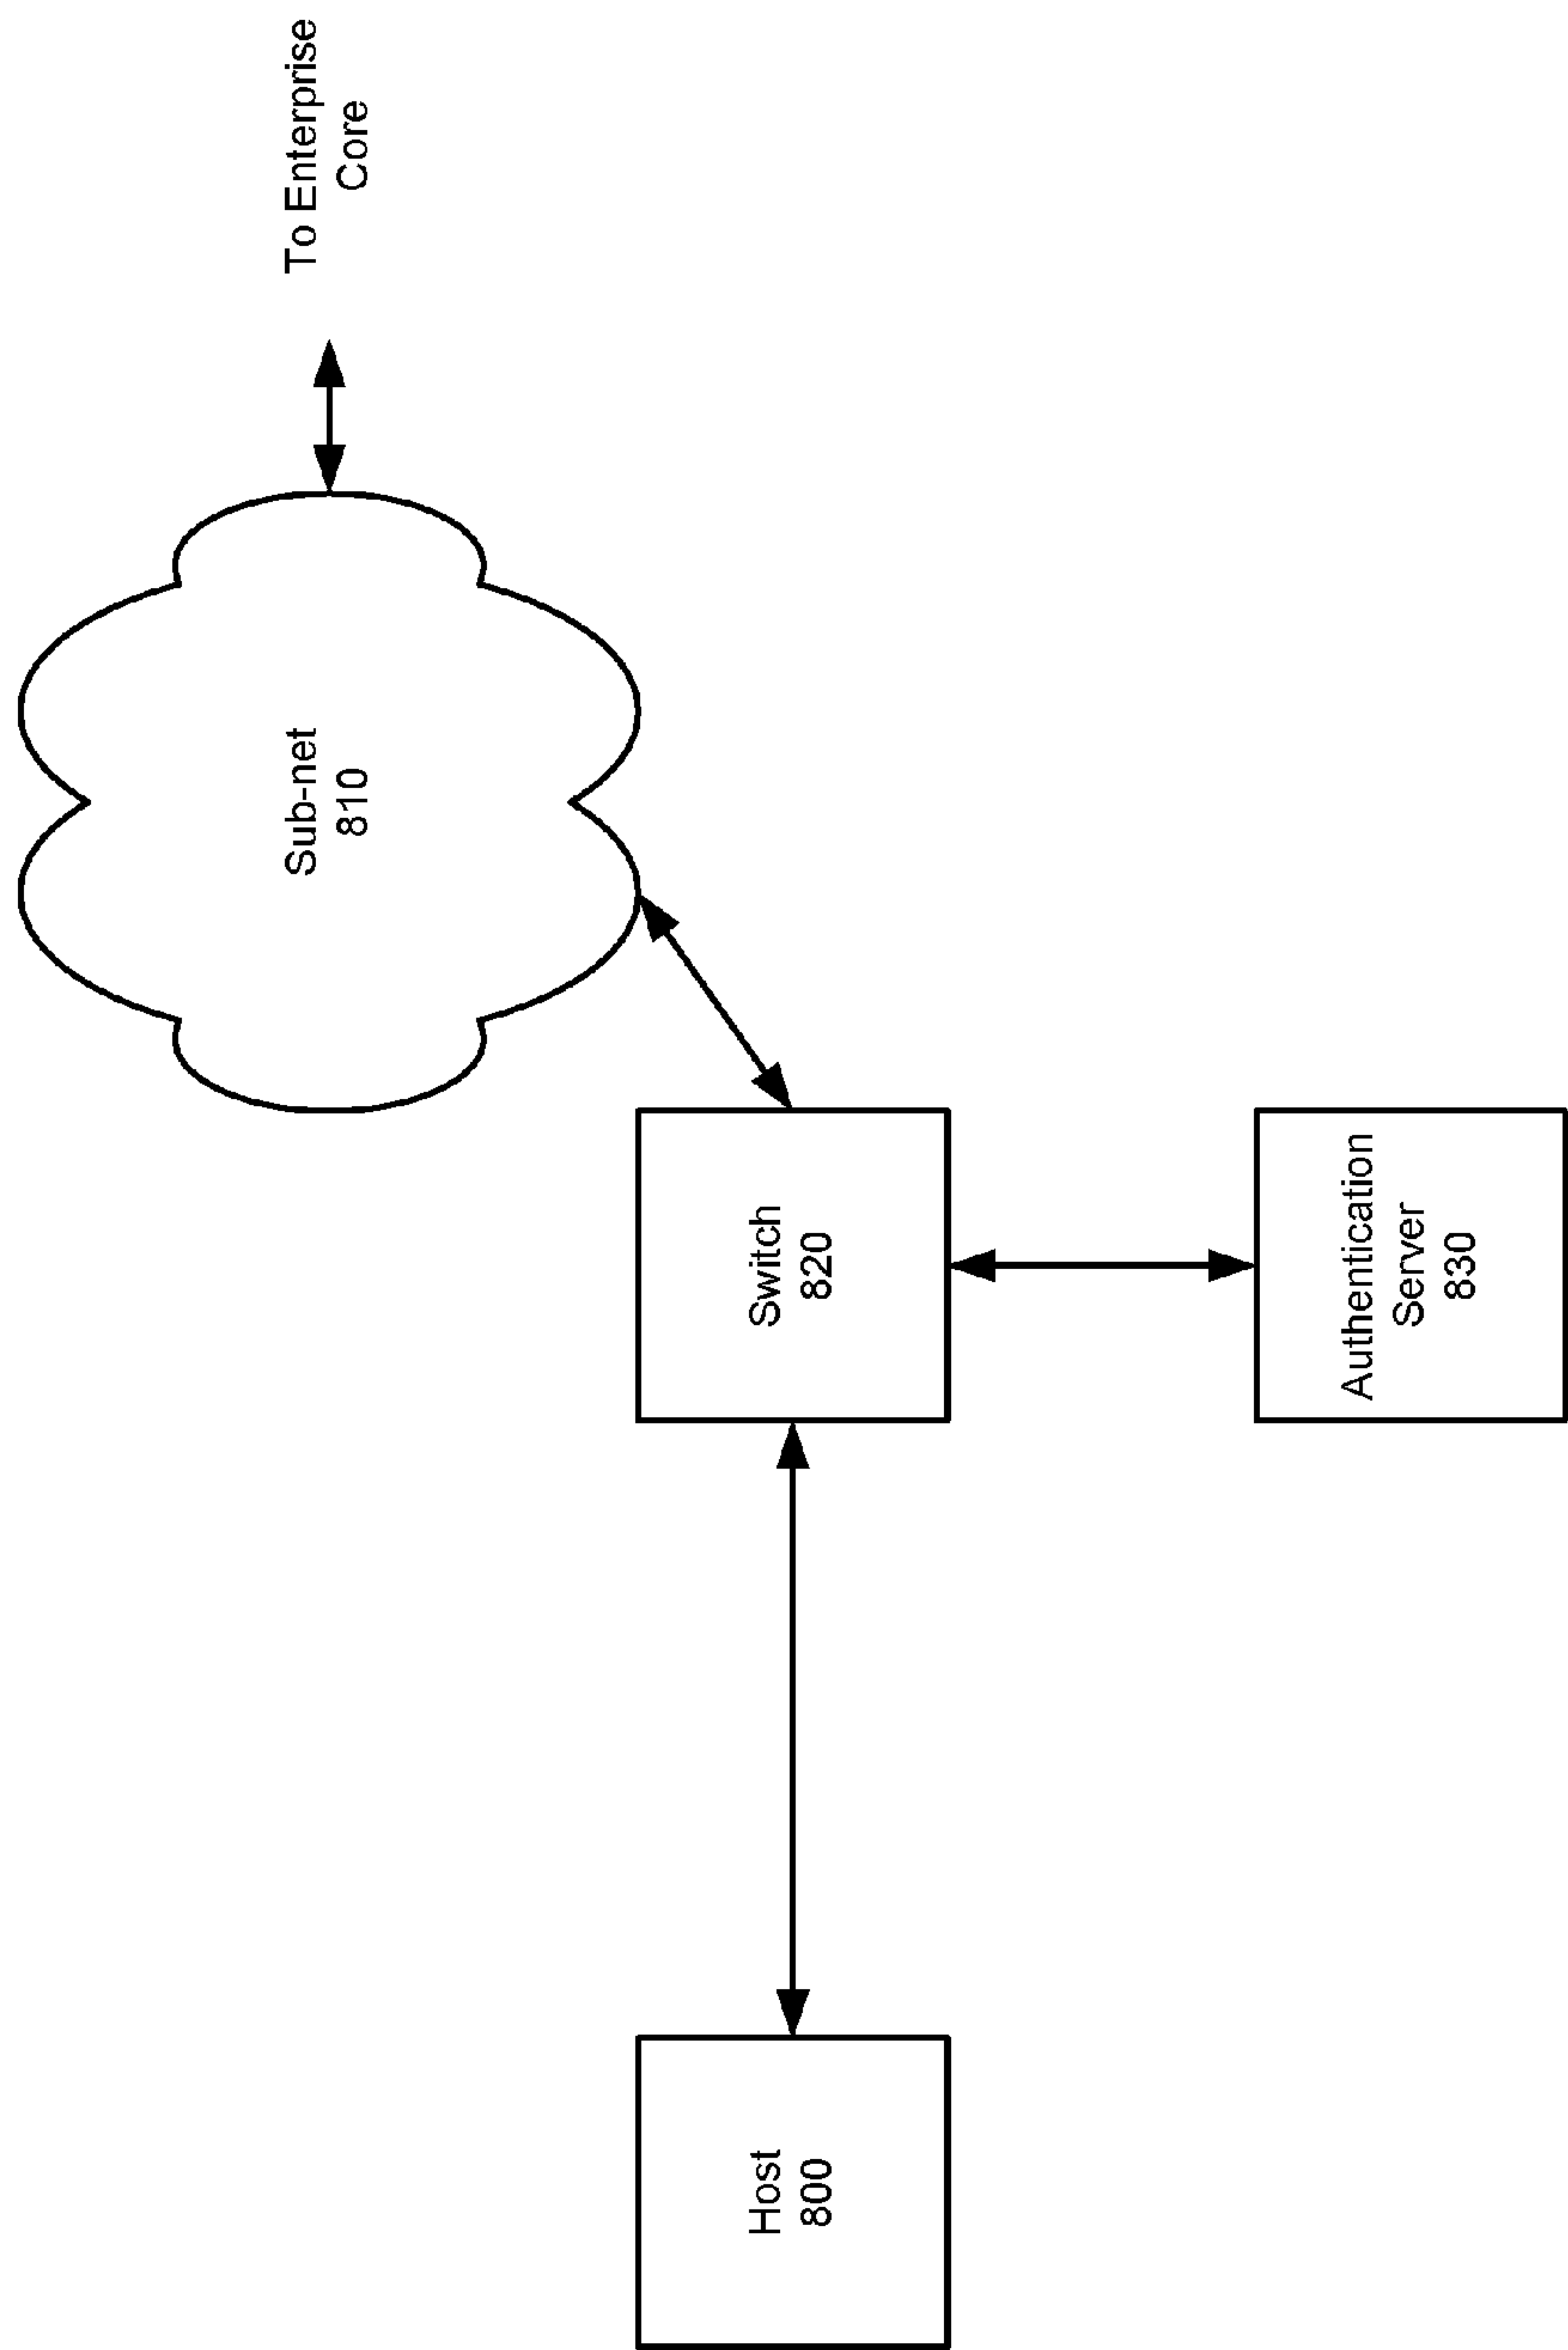 To Enterprise
Core
Sub-net
810
Switch
820
Authentication
Server
830
Host
800